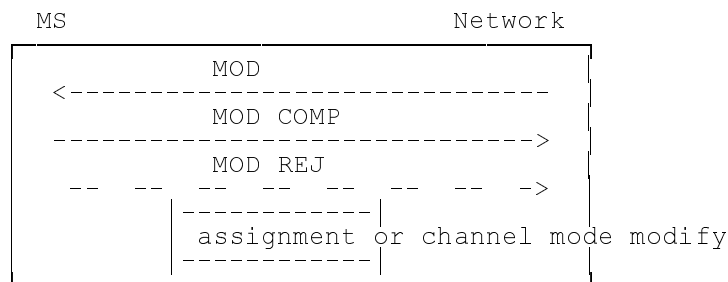 MS Network
MOD
MOD COMP
MOD REJ
assignment or channel mode modify